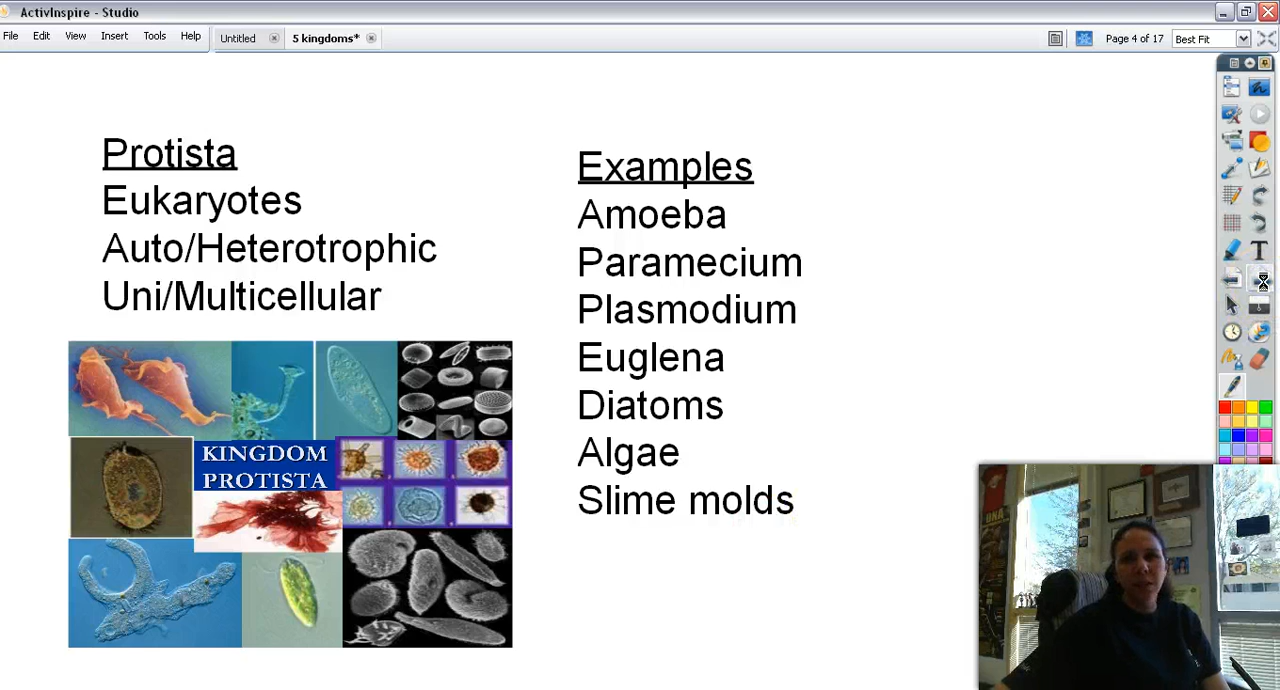 ActivInspire - Studio
File Edit View Insert Tools Help
Untitled
5 kingdoms*
Page 4 of 17
Best Fit
Protista
Eukaryotes
Auto/Heterotrophic
Uni/Multicellular
KINGDOM
PROTISTA
Examples
Amoeba
Paramecium
Plasmodium
Euglena
Diatoms
Algae
Slime molds
T
DNA